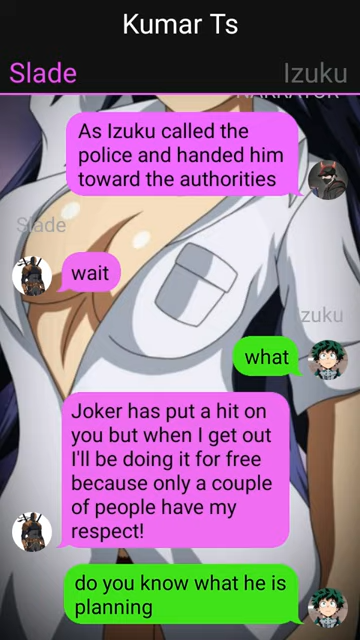 Kumar Ts
Slade
Izuku
NARRATOR
As Izuku called the
police and handed him
toward the authorities
Slade
wait
Izuku
what
Joker has put a hit on
you but when I get out
I'll be doing it for free
because only a couple
of people have my
respect!
do you know what he is
planning